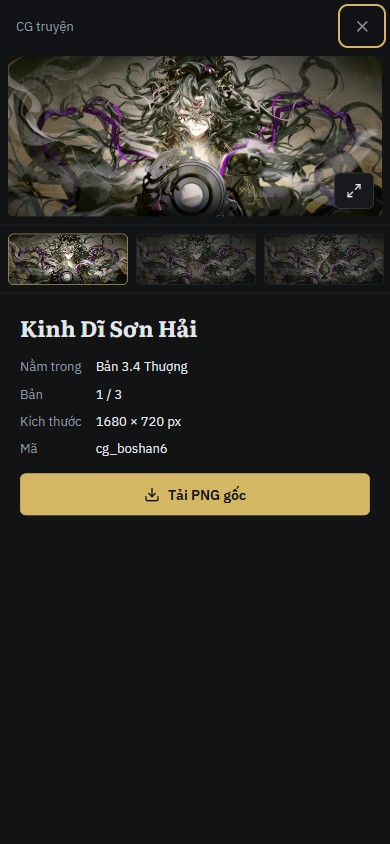 CG truyện
Kinh Dĩ Sơn Hải
Nằm trong Bản 3.4 Thượng
Bản 1 / 3
Kích thước 1680 × 720 px
Mã cg_boshan6
Tải PNG gốc